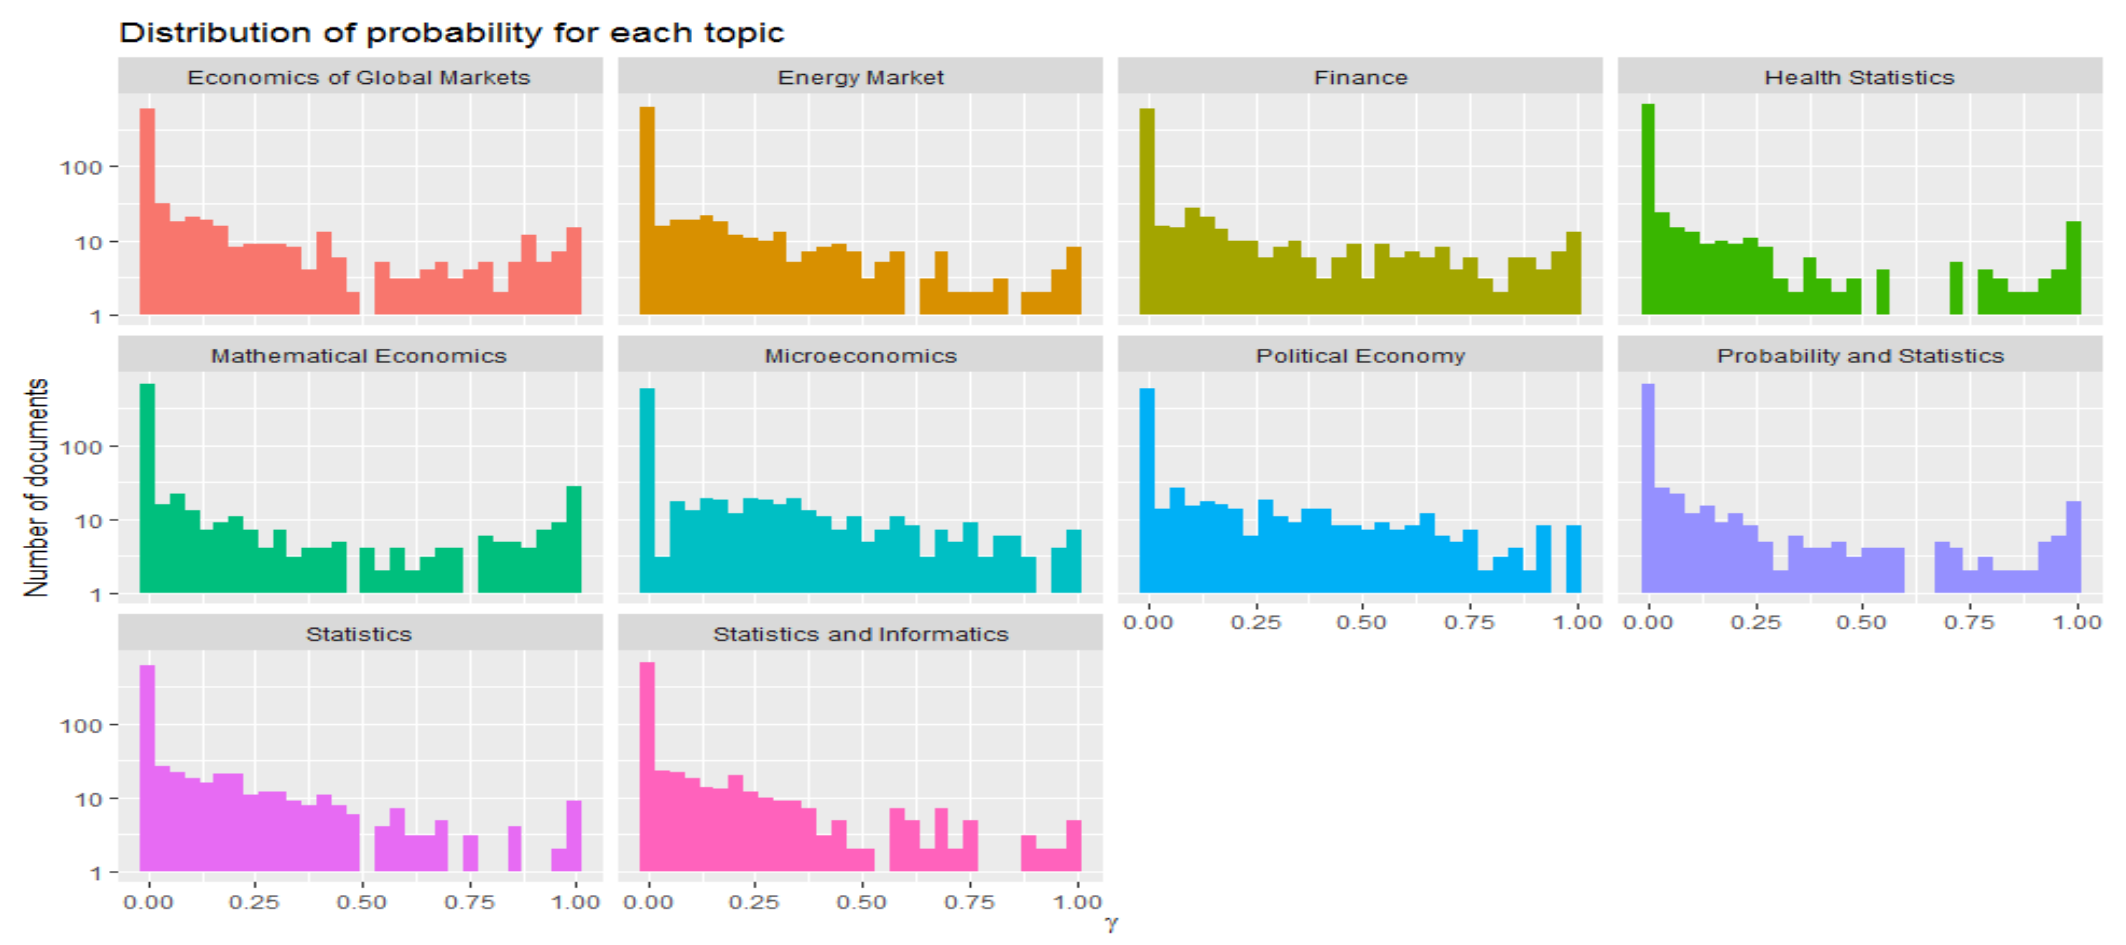 Distribution of probability for each topic
Economics of Global Markets Energy Market Finance Health Statistics
100
10
1
Mathematical Economics Microeconomics Political Economy Probability and Statistics
Number of documents
100
10
1
0.00 0.25 0.50 0.75 1.00 0.00 0.25 0.50 0.75 1.00
Statistics Statistics and Informatics
100
10
1
0.00 0.25 0.50 0.75 1.00 0.00 0.25 0.50 0.75 1.00
γ